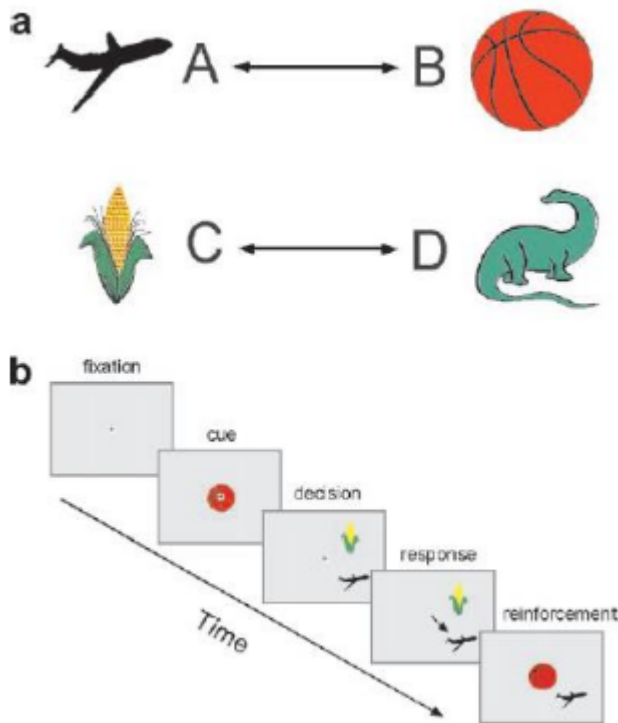 a
A
B
C
D
b
fixation
cue
decision
response
reinforcement
Time